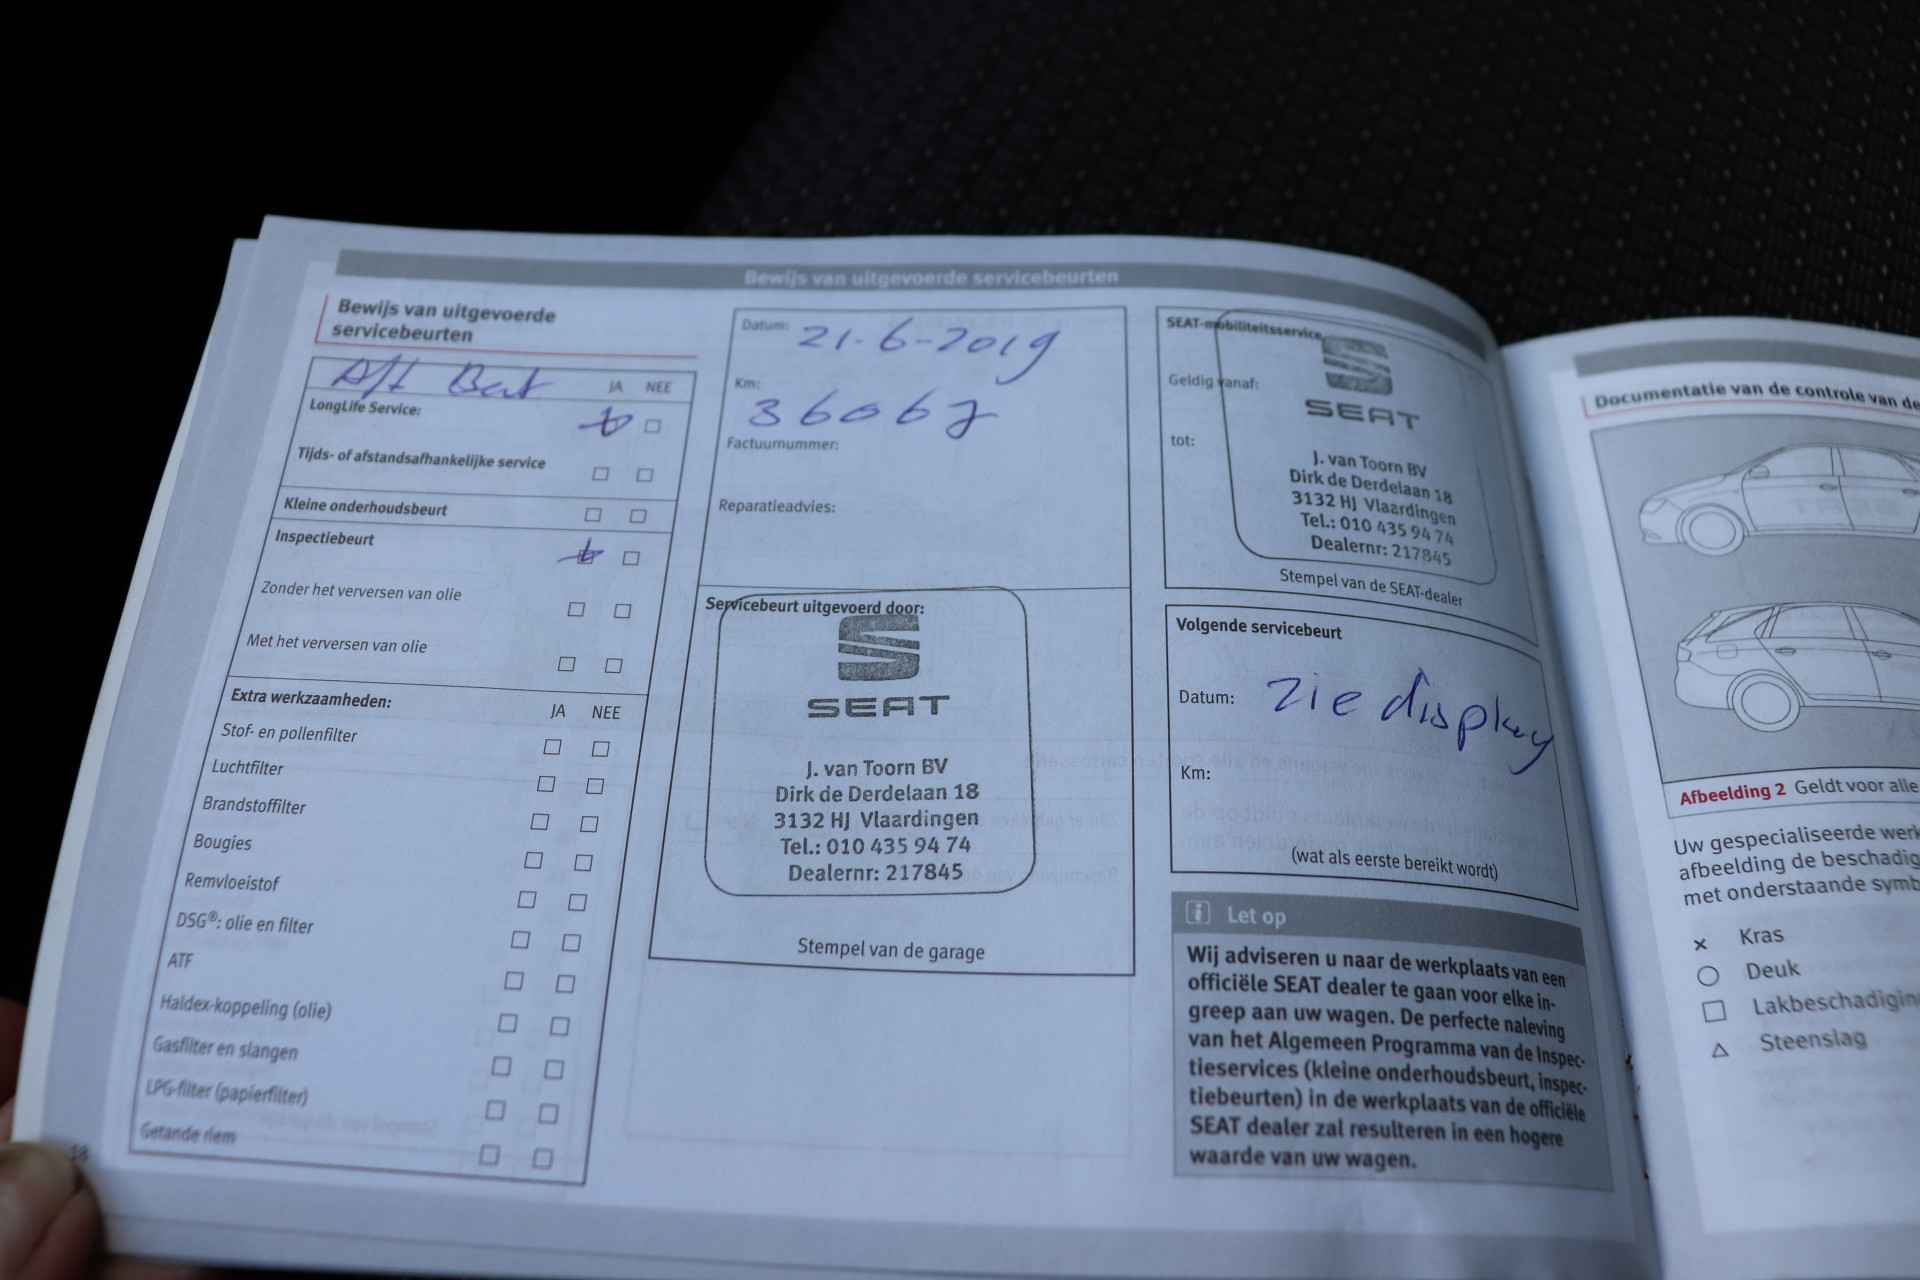 Bewijs van uitgevoerde servicebeurten
Bewijs van uitgevoerde
servicebeurten
JA NEE
LongLife Service:
Tijds- of afstandsafhankelijke service
Kleine onderhoudsbeurt
Inspectiebeurt
Zonder het verversen van olie
Met het verversen van olie
Extra werkzaamheden:
JA NEE
Stof- en pollenfilter
Luchtfilter
Brandstoffilter
Bougies
Remvloeistof
DSG®: olie en filter
ATF
Haldex-koppeling (olie)
Gasfilter en slangen
LPG-filter (papierfilter)
Getande riem
18
Datum: 21-6-2019
Km: 36067
Factuurnummer:
Reparatieadvies:
Servicebeurt uitgevoerd door:
SEAT
J. van Toorn BV
Dirk de Derdelaan 18
3132 HJ Vlaardingen
Tel.: 010 435 94 74
Dealernr: 217845
Stempel van de garage
SEAT-mobiliteitsservice
Geldig vanaf:
tot:
SEAT
J. van Toorn BV
Dirk de Derdelaan 18
3132 HJ Vlaardingen
Tel.: 010 435 94 74
Dealernr: 217845
Stempel van de SEAT-dealer
Volgende servicebeurt
Datum: zie display
Km:
(wat als eerste bereikt wordt)
i Let op
Wij adviseren u naar de werkplaats van een
officiële SEAT dealer te gaan voor elke in-
greep aan uw wagen. De perfecte naleving
van het Algemeen Programma van de Inspec-
tieservices (kleine onderhoudsbeurt, inspec-
tiebeurten) in de werkplaats van de officiële
SEAT dealer zal resulteren in een hogere
waarde van uw wagen.
Documentatie van de controle van de
Afbeelding 2 Geldt voor alle
Uw gespecialiseerde werk
afbeelding de beschadig
met onderstaande symb
Kras
Deuk
Lakbeschadiging
Steenslag